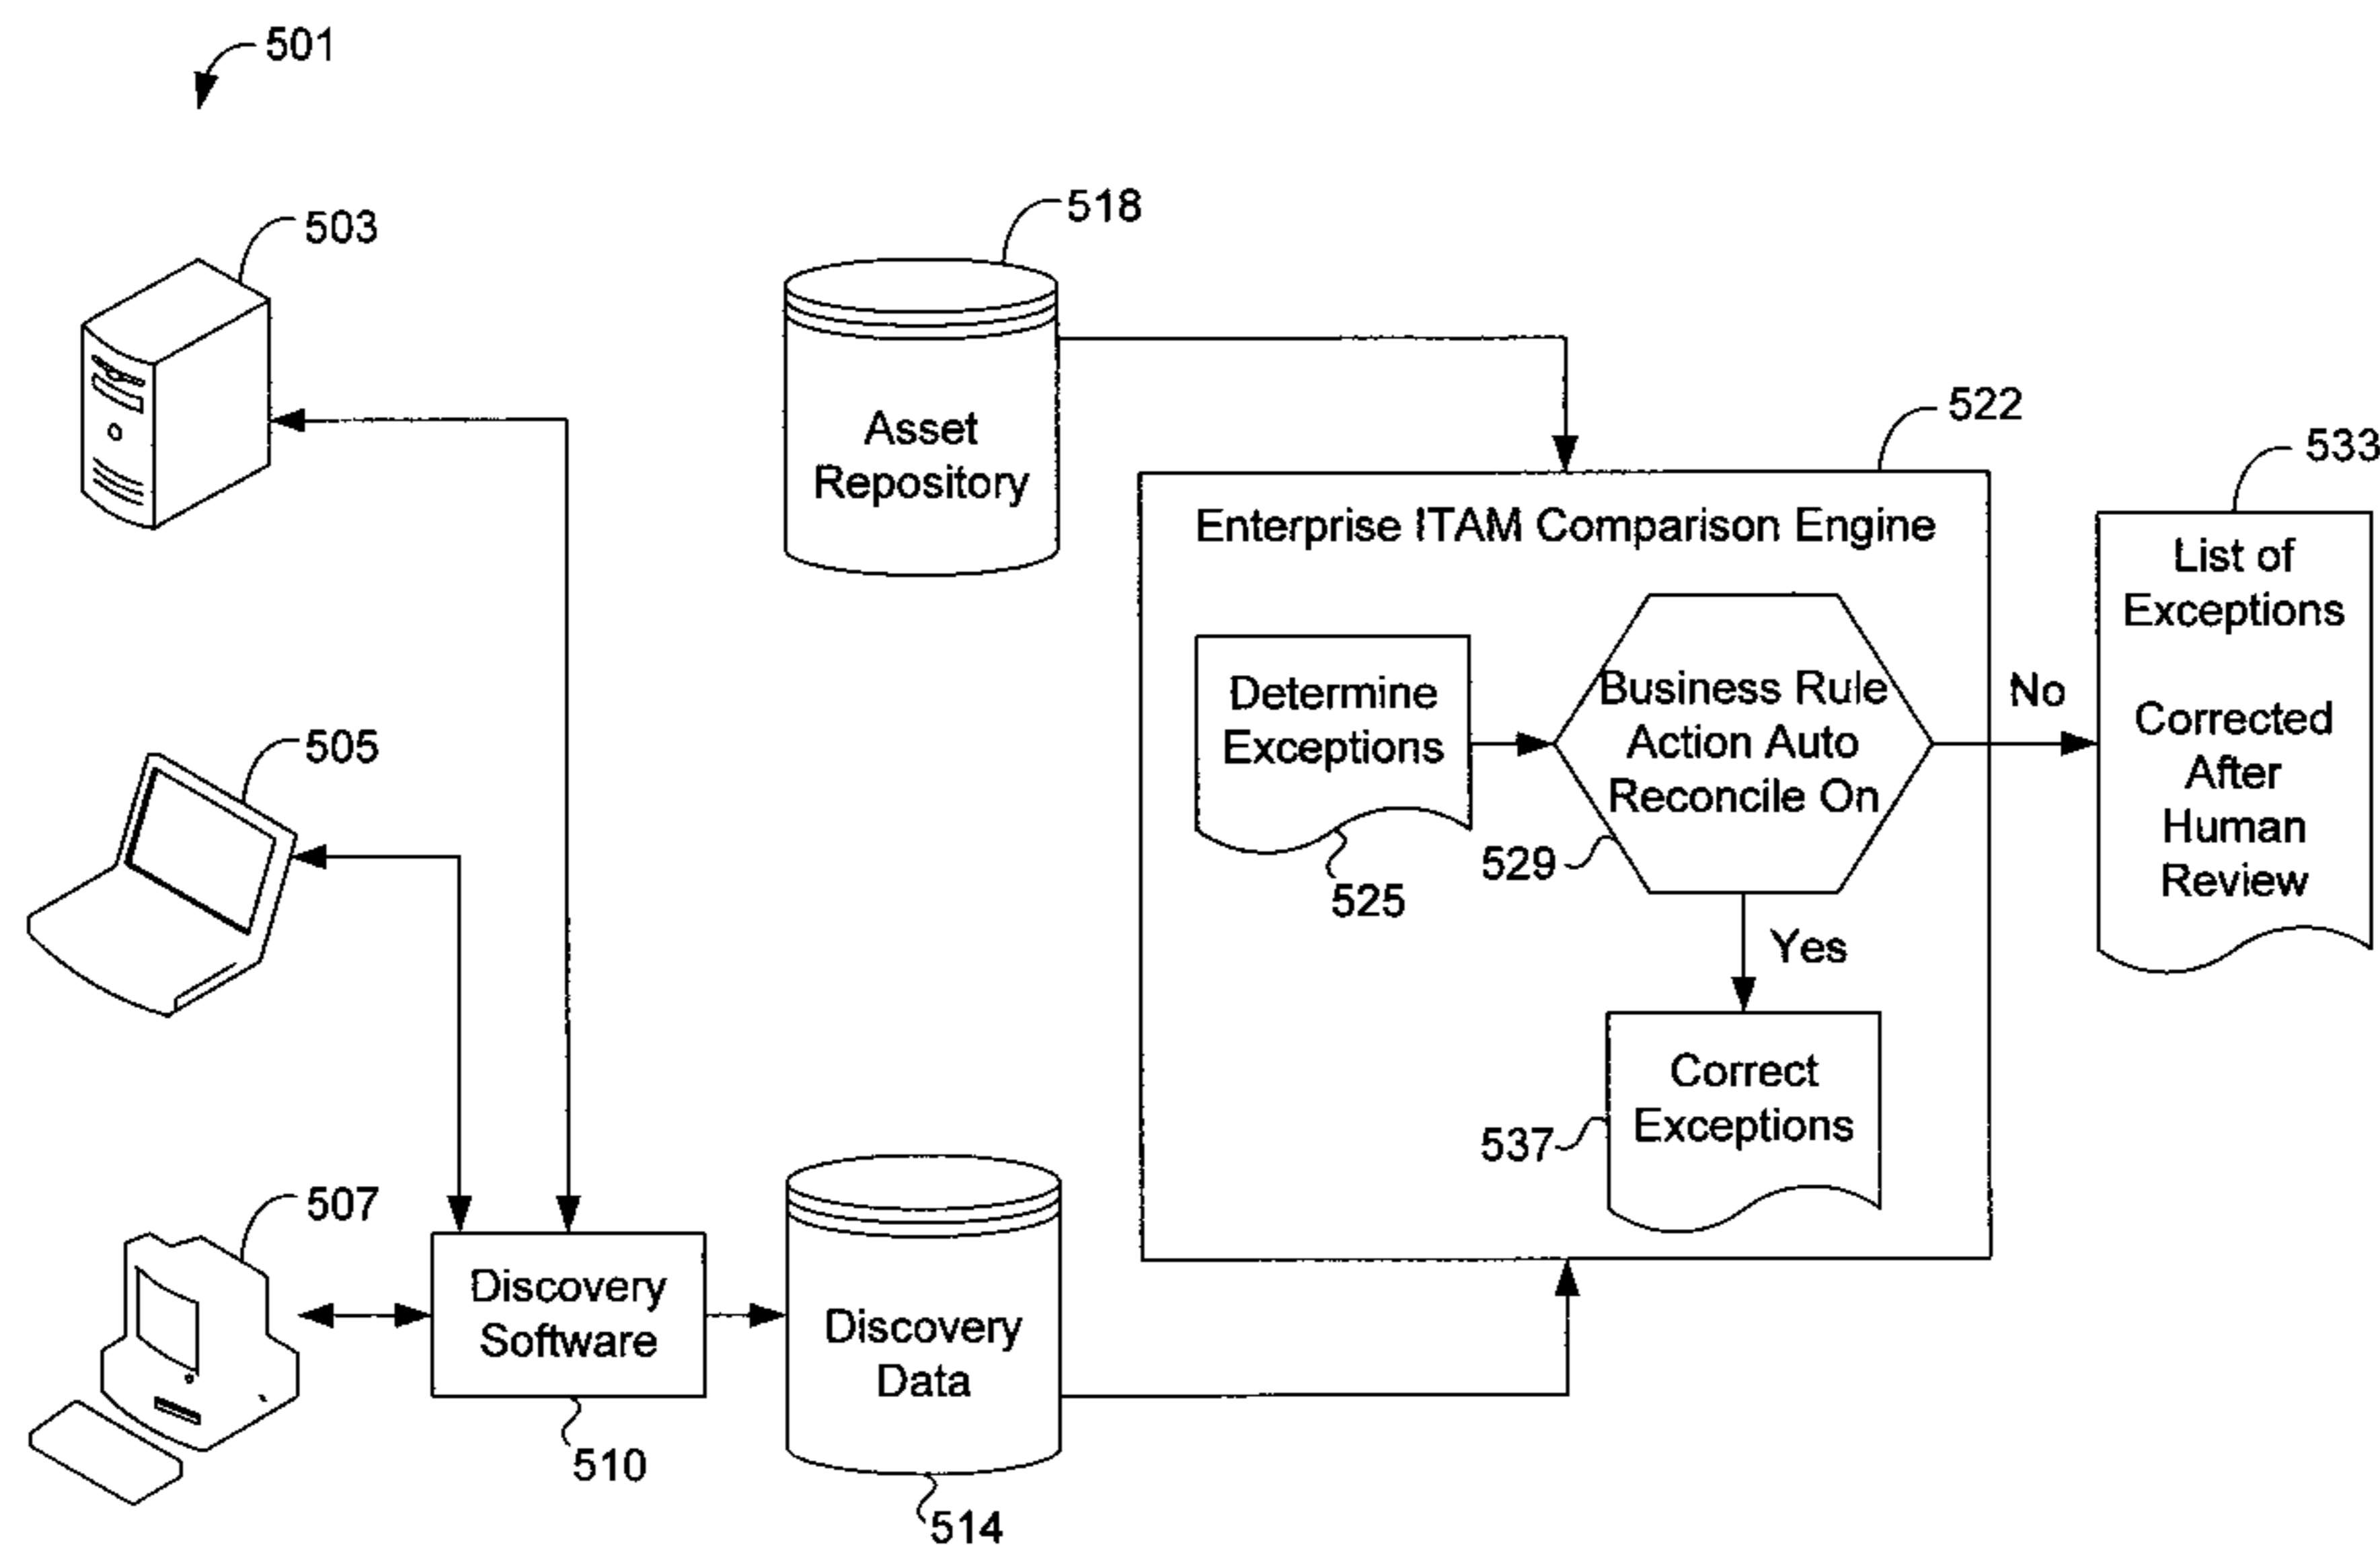 501
503
518
Asset
Repository
522
533
Enterprise ITAM Comparison Engine
List of
Exceptions
Corrected
After
Human
Review
Determine
Exceptions
525
Business Rule
Action Auto
Reconcile On
529
No
Yes
Correct
Exceptions
537
505
507
Discovery
Software
510
Discovery
Data
514